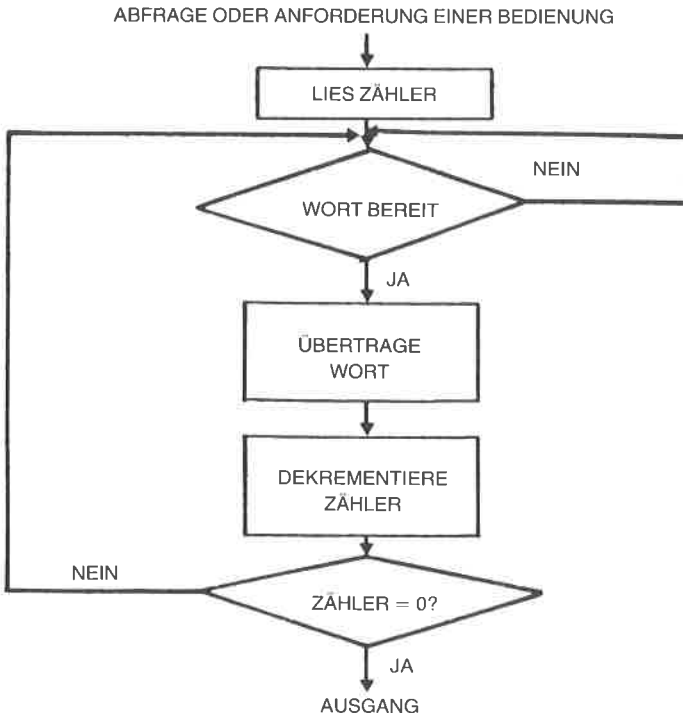 ABFRAGE ODER ANFORDERUNG EINER BEDIENUNG
LIES ZÄHLER
NEIN
WORT BEREIT
JA
ÜBERTRAGE
WORT
DEKREMENTIERE
ZÄHLER
NEIN
ZÄHLER = 0?
JA
AUSGANG